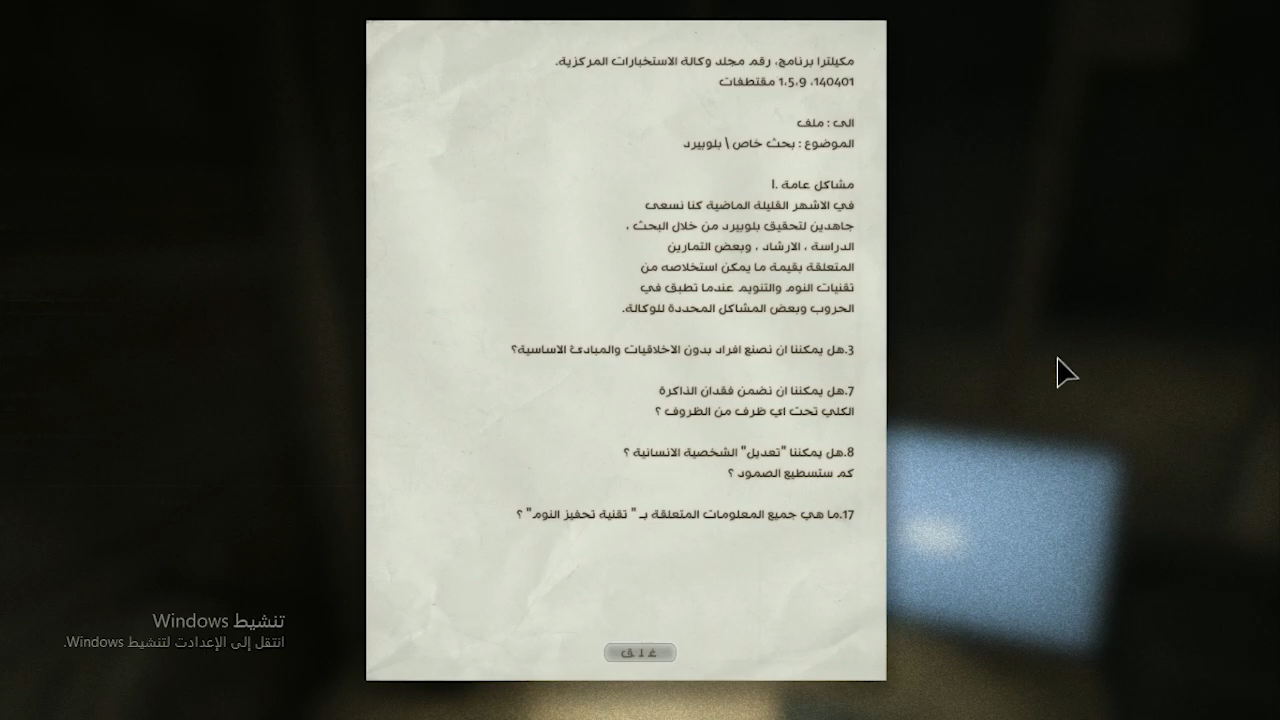 مكيلترا برنامج، رقم مجلد وكالة الاستخبارات المركزية.
140401، 1،5،9 مقتطفات
الى : ملف
الموضوع : بحث خاص \ بلوبيرد
مشاكل عامة .I
في الاشهر القليلة الماضية كنا نسعى
جاهدين لتحقيق بلوبيرد من خلال البحث ،
الدراسة ، الارشاد ، وبعض التمارين
المتعلقة بقيمة ما يمكن استخلاصه من
تقنيات النوم والتنويم عندما تطبق في
الحروب وبعض المشاكل المحددة للوكالة.
3.هل يمكننا ان نصنع افراد بدون الاخلاقيات والمبادئ الاساسية؟
7.هل يمكننا ان نضمن فقدان الذاكرة
الكلي تحت اي ظرف من الظروف ؟
8.هل يمكننا "تعديل" الشخصية الانسانية ؟
كم ستسطيع الصمود ؟
17.ما هي جميع المعلومات المتعلقة بـ " تقنية تحفيز النوم" ؟
غلق
تنشيط Windows
انتقل إلى الإعدادت لتنشيط Windows.